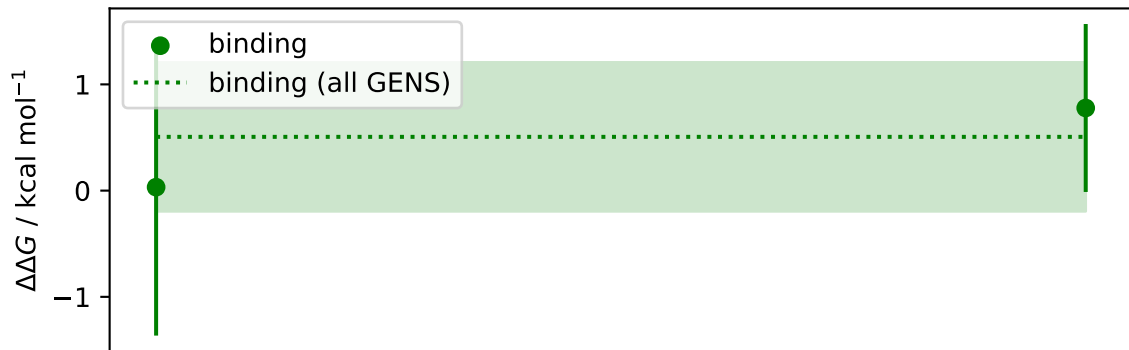 binding
binding (all GENS)
1
0
−1
ΔΔG / kcal mol⁻¹